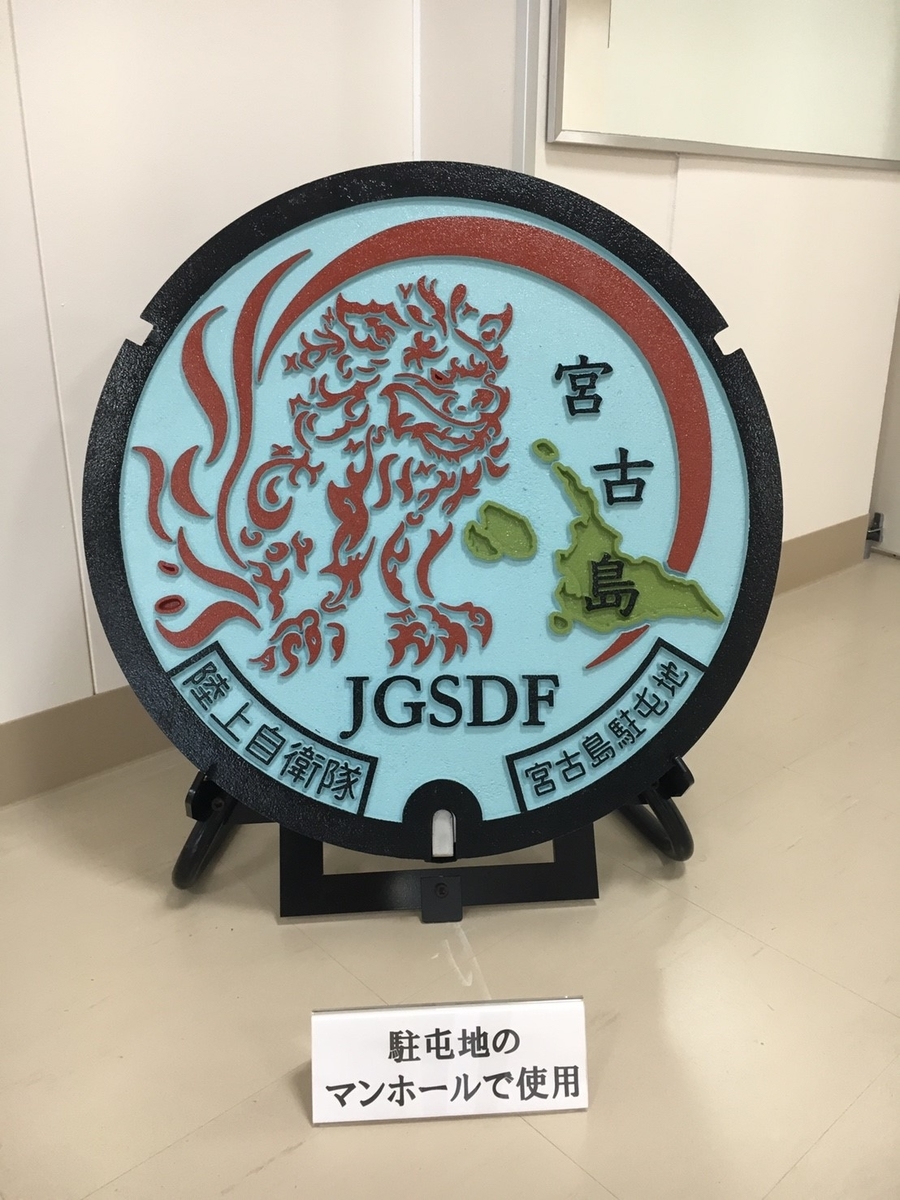 宮古島
JGSDF
陸上自衛隊
宮古島駐屯地
駐屯地の
マンホールで使用